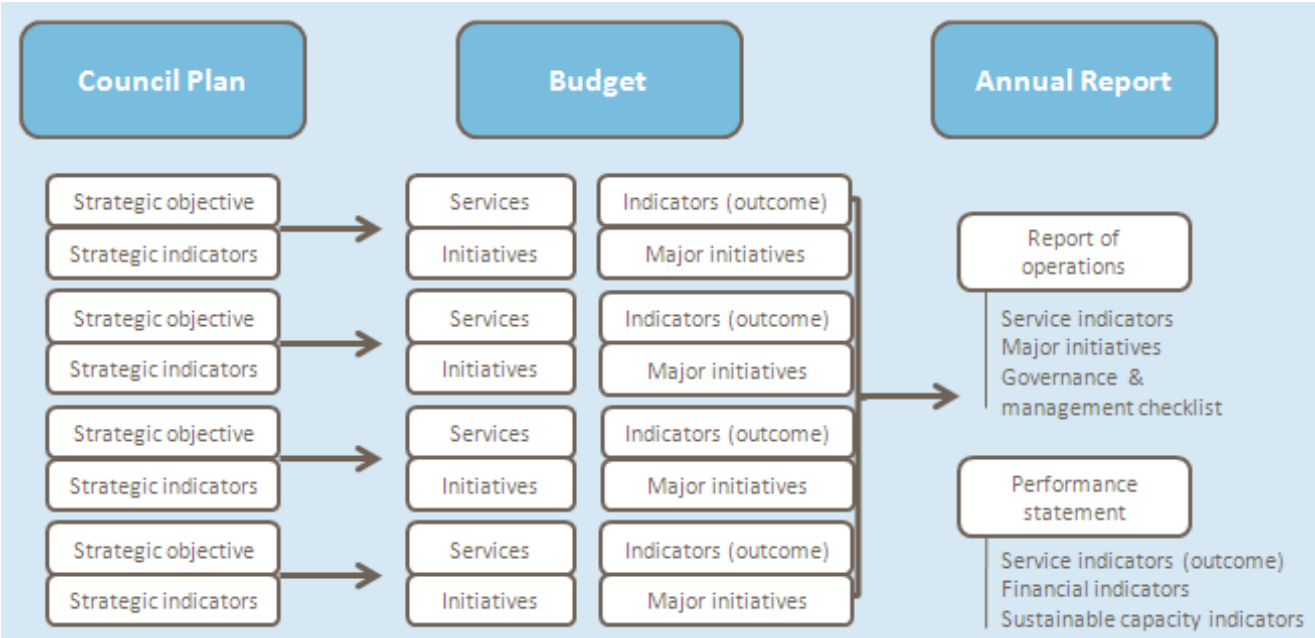 Council Plan
Budget
Annual Report
Strategic objective
Strategic indicators
Services
Initiatives
Indicators (outcome)
Major initiatives
Strategic objective
Strategic indicators
Services
Initiatives
Indicators (outcome)
Major initiatives
Strategic objective
Strategic indicators
Services
Initiatives
Indicators (outcome)
Major initiatives
Strategic objective
Strategic indicators
Services
Initiatives
Indicators (outcome)
Major initiatives
Report of
operations
Service indicators
Major initiatives
Governance &
management checklist
Performance
statement
Service indicators (outcome)
Financial indicators
Sustainable capacity indicators